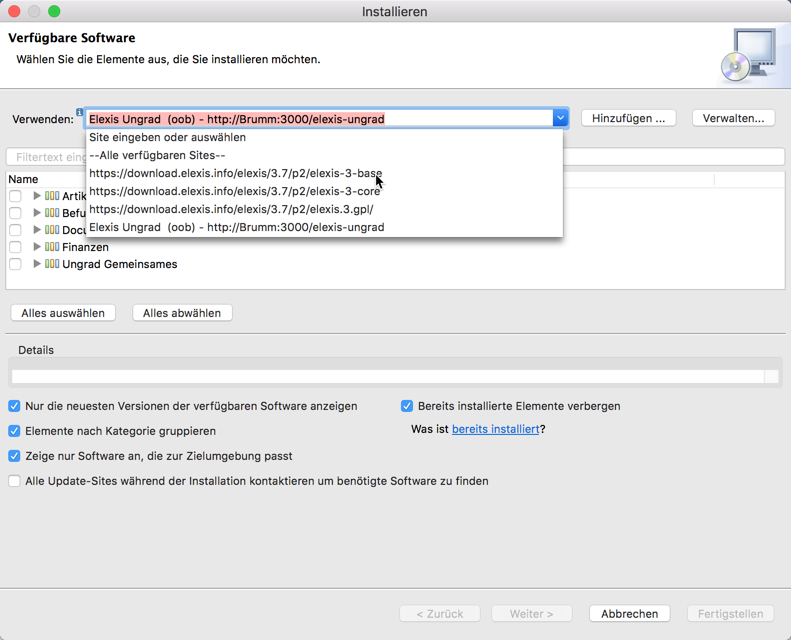 Installieren
Verfügbare Software
Wählen Sie die Elemente aus, die Sie installieren möchten.
Verwenden: Elexis Ungrad (oob) - http://Brumm:3000/elexis-ungrad Hinzufügen ... Verwalten...
Site eingeben oder auswählen
--Alle verfügbaren Sites--
Filtertext ein
https://download.elexis.info/elexis/3.7/p2/elexis-3-base
Name
https://download.elexis.info/elexis/3.7/p2/elexis-3-core
Artik
https://download.elexis.info/elexis/3.7/p2/elexis.3.gpl/
Befu
Elexis Ungrad (oob) - http://Brumm:3000/elexis-ungrad
Docu
Finanzen
Ungrad Gemeinsames
Alles auswählen Alles abwählen
Details
Nur die neuesten Versionen der verfügbaren Software anzeigen Bereits installierte Elemente verbergen
Elemente nach Kategorie gruppieren Was ist bereits installiert?
Zeige nur Software an, die zur Zielumgebung passt
Alle Update-Sites während der Installation kontaktieren um benötigte Software zu finden
< Zurück Weiter > Abbrechen Fertigstellen